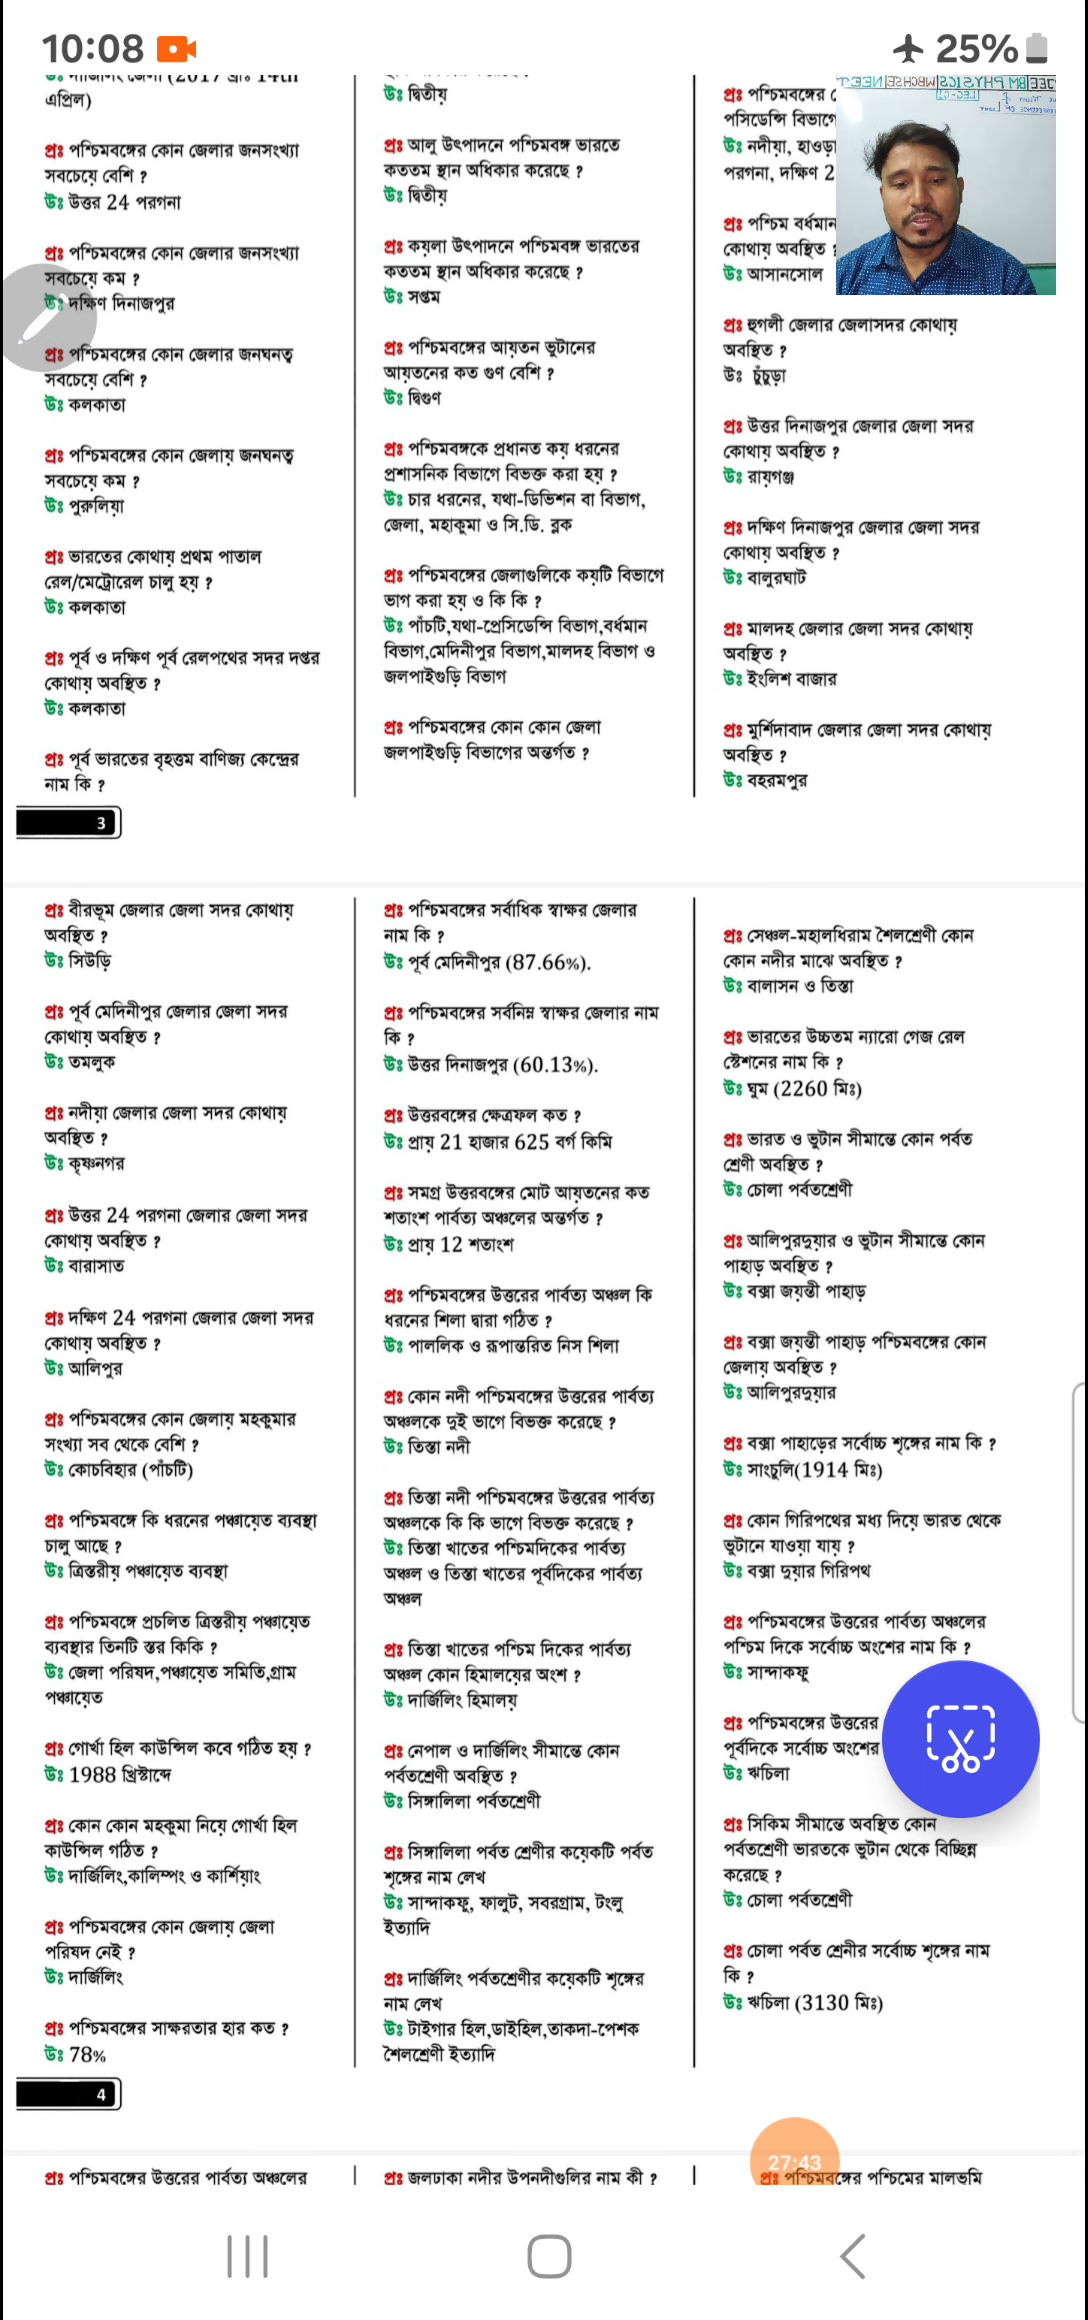 10:08
25%
এপ্রিল)
প্রঃ পশ্চিমবঙ্গের কোন জেলার জনসংখ্যা
সবচেয়ে বেশি ?
উঃ উত্তর 24 পরগনা
প্রঃ পশ্চিমবঙ্গের কোন জেলার জনসংখ্যা
সবচেয়ে কম ?
উঃ দক্ষিণ দিনাজপুর
প্রঃ পশ্চিমবঙ্গের কোন জেলার জনঘনত্ব
সবচেয়ে বেশি ?
উঃ কলকাতা
প্রঃ পশ্চিমবঙ্গের কোন জেলায় জনঘনত্ব
সবচেয়ে কম ?
উঃ পুরুলিয়া
প্রঃ ভারতের কোথায় প্রথম পাতাল
রেল/মেট্রোরেল চালু হয় ?
উঃ কলকাতা
প্রঃ পূর্ব ও দক্ষিণ পূর্ব রেলপথের সদর দপ্তর
কোথায় অবস্থিত ?
উঃ কলকাতা
প্রঃ পূর্ব ভারতের বৃহত্তম বাণিজ্য কেন্দ্রের
নাম কি ?
উঃ দ্বিতীয়
প্রঃ আলু উৎপাদনে পশ্চিমবঙ্গ ভারতে
কততম স্থান অধিকার করেছে ?
উঃ দ্বিতীয়
প্রঃ কয়লা উৎপাদনে পশ্চিমবঙ্গ ভারতের
কততম স্থান অধিকার করেছে ?
উঃ সপ্তম
প্রঃ পশ্চিমবঙ্গের আয়তন ভুটানের
আয়তনের কত গুণ বেশি ?
উঃ দ্বিগুণ
প্রঃ পশ্চিমবঙ্গকে প্রধানত কয় ধরনের
প্রশাসনিক বিভাগে বিভক্ত করা হয় ?
উঃ চার ধরনের, যথা-ডিভিশন বা বিভাগ,
জেলা, মহাকুমা ও সি.ডি. ব্লক
প্রঃ পশ্চিমবঙ্গের জেলাগুলিকে কয়টি বিভাগে
ভাগ করা হয় ও কি কি ?
উঃ পাঁচটি,যথা-প্রেসিডেন্সি বিভাগ,বর্ধমান
বিভাগ,মেদিনীপুর বিভাগ,মালদহ বিভাগ ও
জলপাইগুড়ি বিভাগ
প্রঃ পশ্চিমবঙ্গের কোন কোন জেলা
জলপাইগুড়ি বিভাগের অন্তর্গত ?
প্রঃ পশ্চিমবঙ্গের
পসিডেন্সি বিভাগে
উঃ নদীয়া, হাওড়া
পরগনা, দক্ষিণ 2
প্রঃ পশ্চিম বর্ধমান
কোথায় অবস্থিত ?
উঃ আসানসোল
প্রঃ হুগলী জেলার জেলাসদর কোথায়
অবস্থিত ?
উঃ চুঁচুড়া
প্রঃ উত্তর দিনাজপুর জেলার জেলা সদর
কোথায় অবস্থিত ?
উঃ রায়গঞ্জ
প্রঃ দক্ষিণ দিনাজপুর জেলার জেলা সদর
কোথায় অবস্থিত ?
উঃ বালুরঘাট
প্রঃ মালদহ জেলার জেলা সদর কোথায়
অবস্থিত ?
উঃ ইংলিশ বাজার
প্রঃ মুর্শিদাবাদ জেলার জেলা সদর কোথায়
অবস্থিত ?
উঃ বহরমপুর
3
প্রঃ বীরভূম জেলার জেলা সদর কোথায়
অবস্থিত ?
উঃ সিউড়ি
প্রঃ পূর্ব মেদিনীপুর জেলার জেলা সদর
কোথায় অবস্থিত ?
উঃ তমলুক
প্রঃ নদীয়া জেলার জেলা সদর কোথায়
অবস্থিত ?
উঃ কৃষ্ণনগর
প্রঃ উত্তর 24 পরগনা জেলার জেলা সদর
কোথায় অবস্থিত ?
উঃ বারাসাত
প্রঃ দক্ষিণ 24 পরগনা জেলার জেলা সদর
কোথায় অবস্থিত ?
উঃ আলিপুর
প্রঃ পশ্চিমবঙ্গের কোন জেলায় মহকুমার
সংখ্যা সব থেকে বেশি ?
উঃ কোচবিহার (পাঁচটি)
প্রঃ পশ্চিমবঙ্গে কি ধরনের পঞ্চায়েত ব্যবস্থা
চালু আছে ?
উঃ ত্রিস্তরীয় পঞ্চায়েত ব্যবস্থা
প্রঃ পশ্চিমবঙ্গে প্রচলিত ত্রিস্তরীয় পঞ্চায়েত
ব্যবস্থার তিনটি স্তর কিকি ?
উঃ জেলা পরিষদ,পঞ্চায়েত সমিতি,গ্রাম
পঞ্চায়েত
প্রঃ গোর্খা হিল কাউন্সিল কবে গঠিত হয় ?
উঃ 1988 খ্রিস্টাব্দে
প্রঃ কোন কোন মহকুমা নিয়ে গোর্খা হিল
কাউন্সিল গঠিত ?
উঃ দার্জিলিং,কালিম্পং ও কার্শিয়াং
প্রঃ পশ্চিমবঙ্গের কোন জেলায় জেলা
পরিষদ নেই ?
উঃ দার্জিলিং
প্রঃ পশ্চিমবঙ্গের সাক্ষরতার হার কত ?
উঃ 78%
প্রঃ পশ্চিমবঙ্গের সর্বাধিক স্বাক্ষর জেলার
নাম কি ?
উঃ পূর্ব মেদিনীপুর (87.66%).
প্রঃ পশ্চিমবঙ্গের সর্বনিম্ন স্বাক্ষর জেলার নাম
কি ?
উঃ উত্তর দিনাজপুর (60.13%).
প্রঃ উত্তরবঙ্গের ক্ষেত্রফল কত ?
উঃ প্রায় 21 হাজার 625 বর্গ কিমি
প্রঃ সমগ্র উত্তরবঙ্গের মোট আয়তনের কত
শতাংশ পার্বত্য অঞ্চলের অন্তর্গত ?
উঃ প্রায় 12 শতাংশ
প্রঃ পশ্চিমবঙ্গের উত্তরের পার্বত্য অঞ্চল কি
ধরনের শিলা দ্বারা গঠিত ?
উঃ পাললিক ও রূপান্তরিত নিস শিলা
প্রঃ কোন নদী পশ্চিমবঙ্গের উত্তরের পার্বত্য
অঞ্চলকে দুই ভাগে বিভক্ত করেছে ?
উঃ তিস্তা নদী
প্রঃ তিস্তা নদী পশ্চিমবঙ্গের উত্তরের পার্বত্য
অঞ্চলকে কি কি ভাগে বিভক্ত করেছে ?
উঃ তিস্তা খাতের পশ্চিমদিকের পার্বত্য
অঞ্চল ও তিস্তা খাতের পূর্বদিকের পার্বত্য
অঞ্চল
প্রঃ তিস্তা খাতের পশ্চিম দিকের পার্বত্য
অঞ্চল কোন হিমালয়ের অংশ ?
উঃ দার্জিলিং হিমালয়
প্রঃ নেপাল ও দার্জিলিং সীমান্তে কোন
পর্বতশ্রেণী অবস্থিত ?
উঃ সিঙ্গালিলা পর্বতশ্রেণী
প্রঃ সিঙ্গালিলা পর্বত শ্রেণীর কয়েকটি পর্বত
শৃঙ্গের নাম লেখ
উঃ সান্দাকফু, ফালুট, সবরগ্রাম, টংলু
ইত্যাদি
প্রঃ দার্জিলিং পর্বতশ্রেণীর কয়েকটি শৃঙ্গের
নাম লেখ
উঃ টাইগার হিল,ডাইহিল,তাকদা-পেশক
শৈলশ্রেণী ইত্যাদি
প্রঃ সেঞ্চল-মহালধিরাম শৈলশ্রেণী কোন
কোন নদীর মাঝে অবস্থিত ?
উঃ বালাসন ও তিস্তা
প্রঃ ভারতের উচ্চতম ন্যারো গেজ রেল
স্টেশনের নাম কি ?
উঃ ঘুম (2260 মিঃ)
প্রঃ ভারত ও ভুটান সীমান্তে কোন পর্বত
শ্রেণী অবস্থিত ?
উঃ চোলা পর্বতশ্রেণী
প্রঃ আলিপুরদুয়ার ও ভুটান সীমান্তে কোন
পাহাড় অবস্থিত ?
উঃ বক্সা জয়ন্তী পাহাড়
প্রঃ বক্সা জয়ন্তী পাহাড় পশ্চিমবঙ্গের কোন
জেলায় অবস্থিত ?
উঃ আলিপুরদুয়ার
প্রঃ বক্সা পাহাড়ের সর্বোচ্চ শৃঙ্গের নাম কি ?
উঃ সাংচুলি(1914 মিঃ)
প্রঃ কোন গিরিপথের মধ্য দিয়ে ভারত থেকে
ভুটানে যাওয়া যায় ?
উঃ বক্সা দুয়ার গিরিপথ
প্রঃ পশ্চিমবঙ্গের উত্তরের পার্বত্য অঞ্চলের
পশ্চিম দিকে সর্বোচ্চ অংশের নাম কি ?
উঃ সান্দাকফু
প্রঃ পশ্চিমবঙ্গের উত্তরের
পূর্বদিকে সর্বোচ্চ অংশের
উঃ ঋচিলা
প্রঃ সিকিম সীমান্তে অবস্থিত কোন
পর্বতশ্রেণী ভারতকে ভুটান থেকে বিচ্ছিন্ন
করেছে ?
উঃ চোলা পর্বতশ্রেণী
প্রঃ চোলা পর্বত শ্রেনীর সর্বোচ্চ শৃঙ্গের নাম
কি ?
উঃ ঋচিলা (3130 মিঃ)
4
27:43
প্রঃ পশ্চিমবঙ্গের উত্তরের পার্বত্য অঞ্চলের
প্রঃ জলঢাকা নদীর উপনদীগুলির নাম কী ?
প্রঃ পশ্চিমবঙ্গের পশ্চিমের মালভূমি